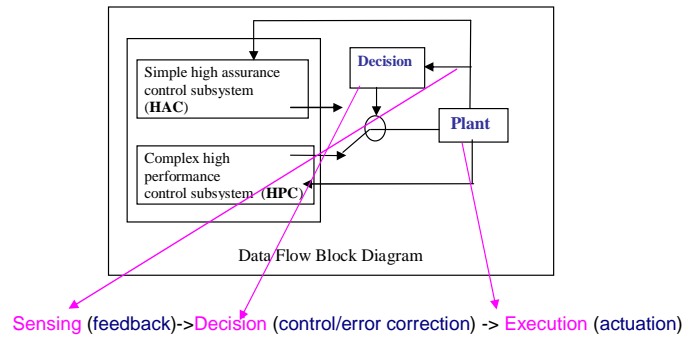 Simple high assurance
control subsystem
(HAC)
Decision
Plant
Complex high
performance
control subsystem (HPC)
Data Flow Block Diagram
Sensing (feedback)->Decision (control/error correction) -> Execution (actuation)